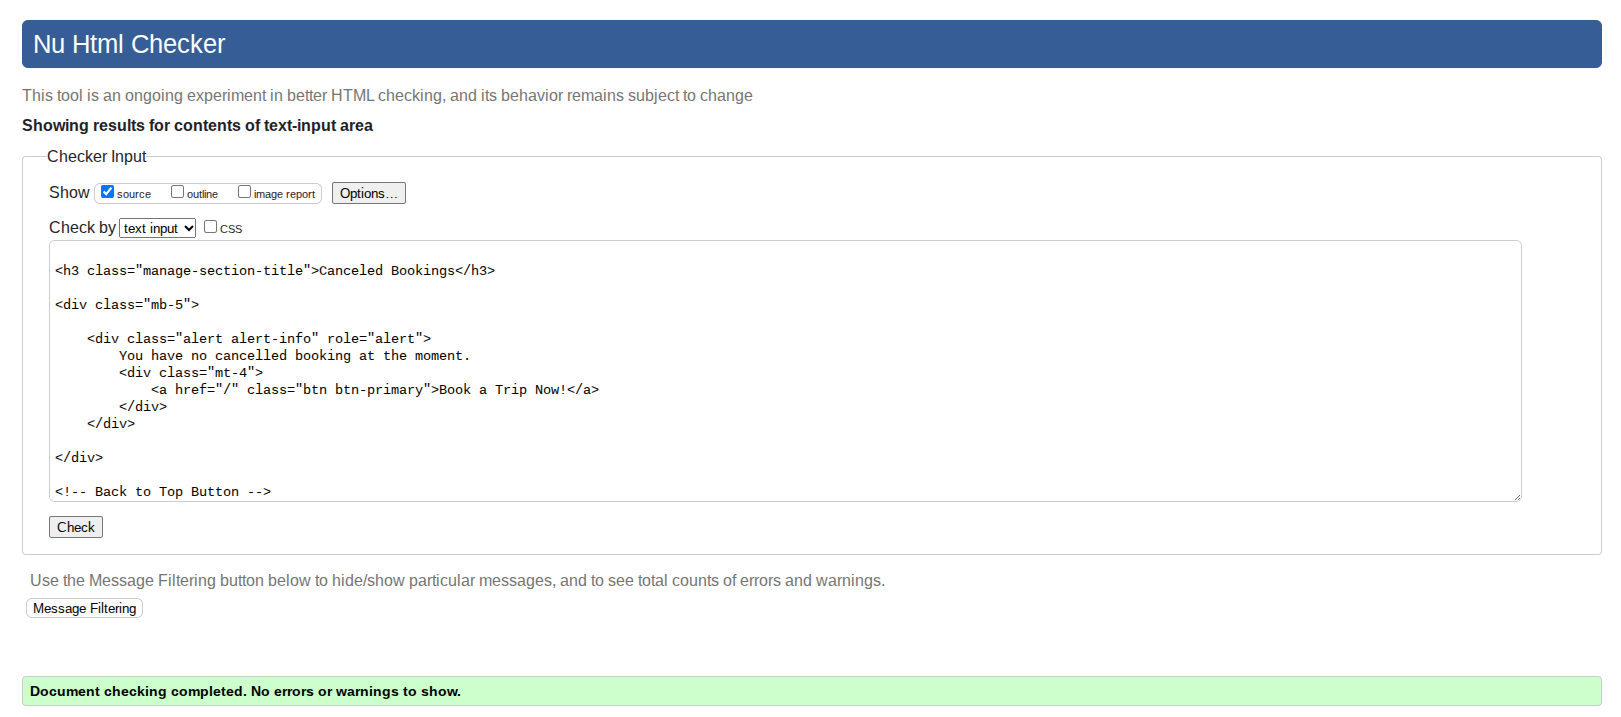 Nu Html Checker
This tool is an ongoing experiment in better HTML checking, and its behavior remains subject to change
Showing results for contents of text-input area
Checker Input
Show source outline image report Options...
Check by text input CSS
<h3 class="manage-section-title">Canceled Bookings</h3>
<div class="mb-5">
<div class="alert alert-info" role="alert">
You have no cancelled booking at the moment.
<div class="mt-4">
<a href="/" class="btn btn-primary">Book a Trip Now!</a>
</div>
</div>
</div>
<!-- Back to Top Button -->
Check
Use the Message Filtering button below to hide/show particular messages, and to see total counts of errors and warnings.
Message Filtering
Document checking completed. No errors or warnings to show.